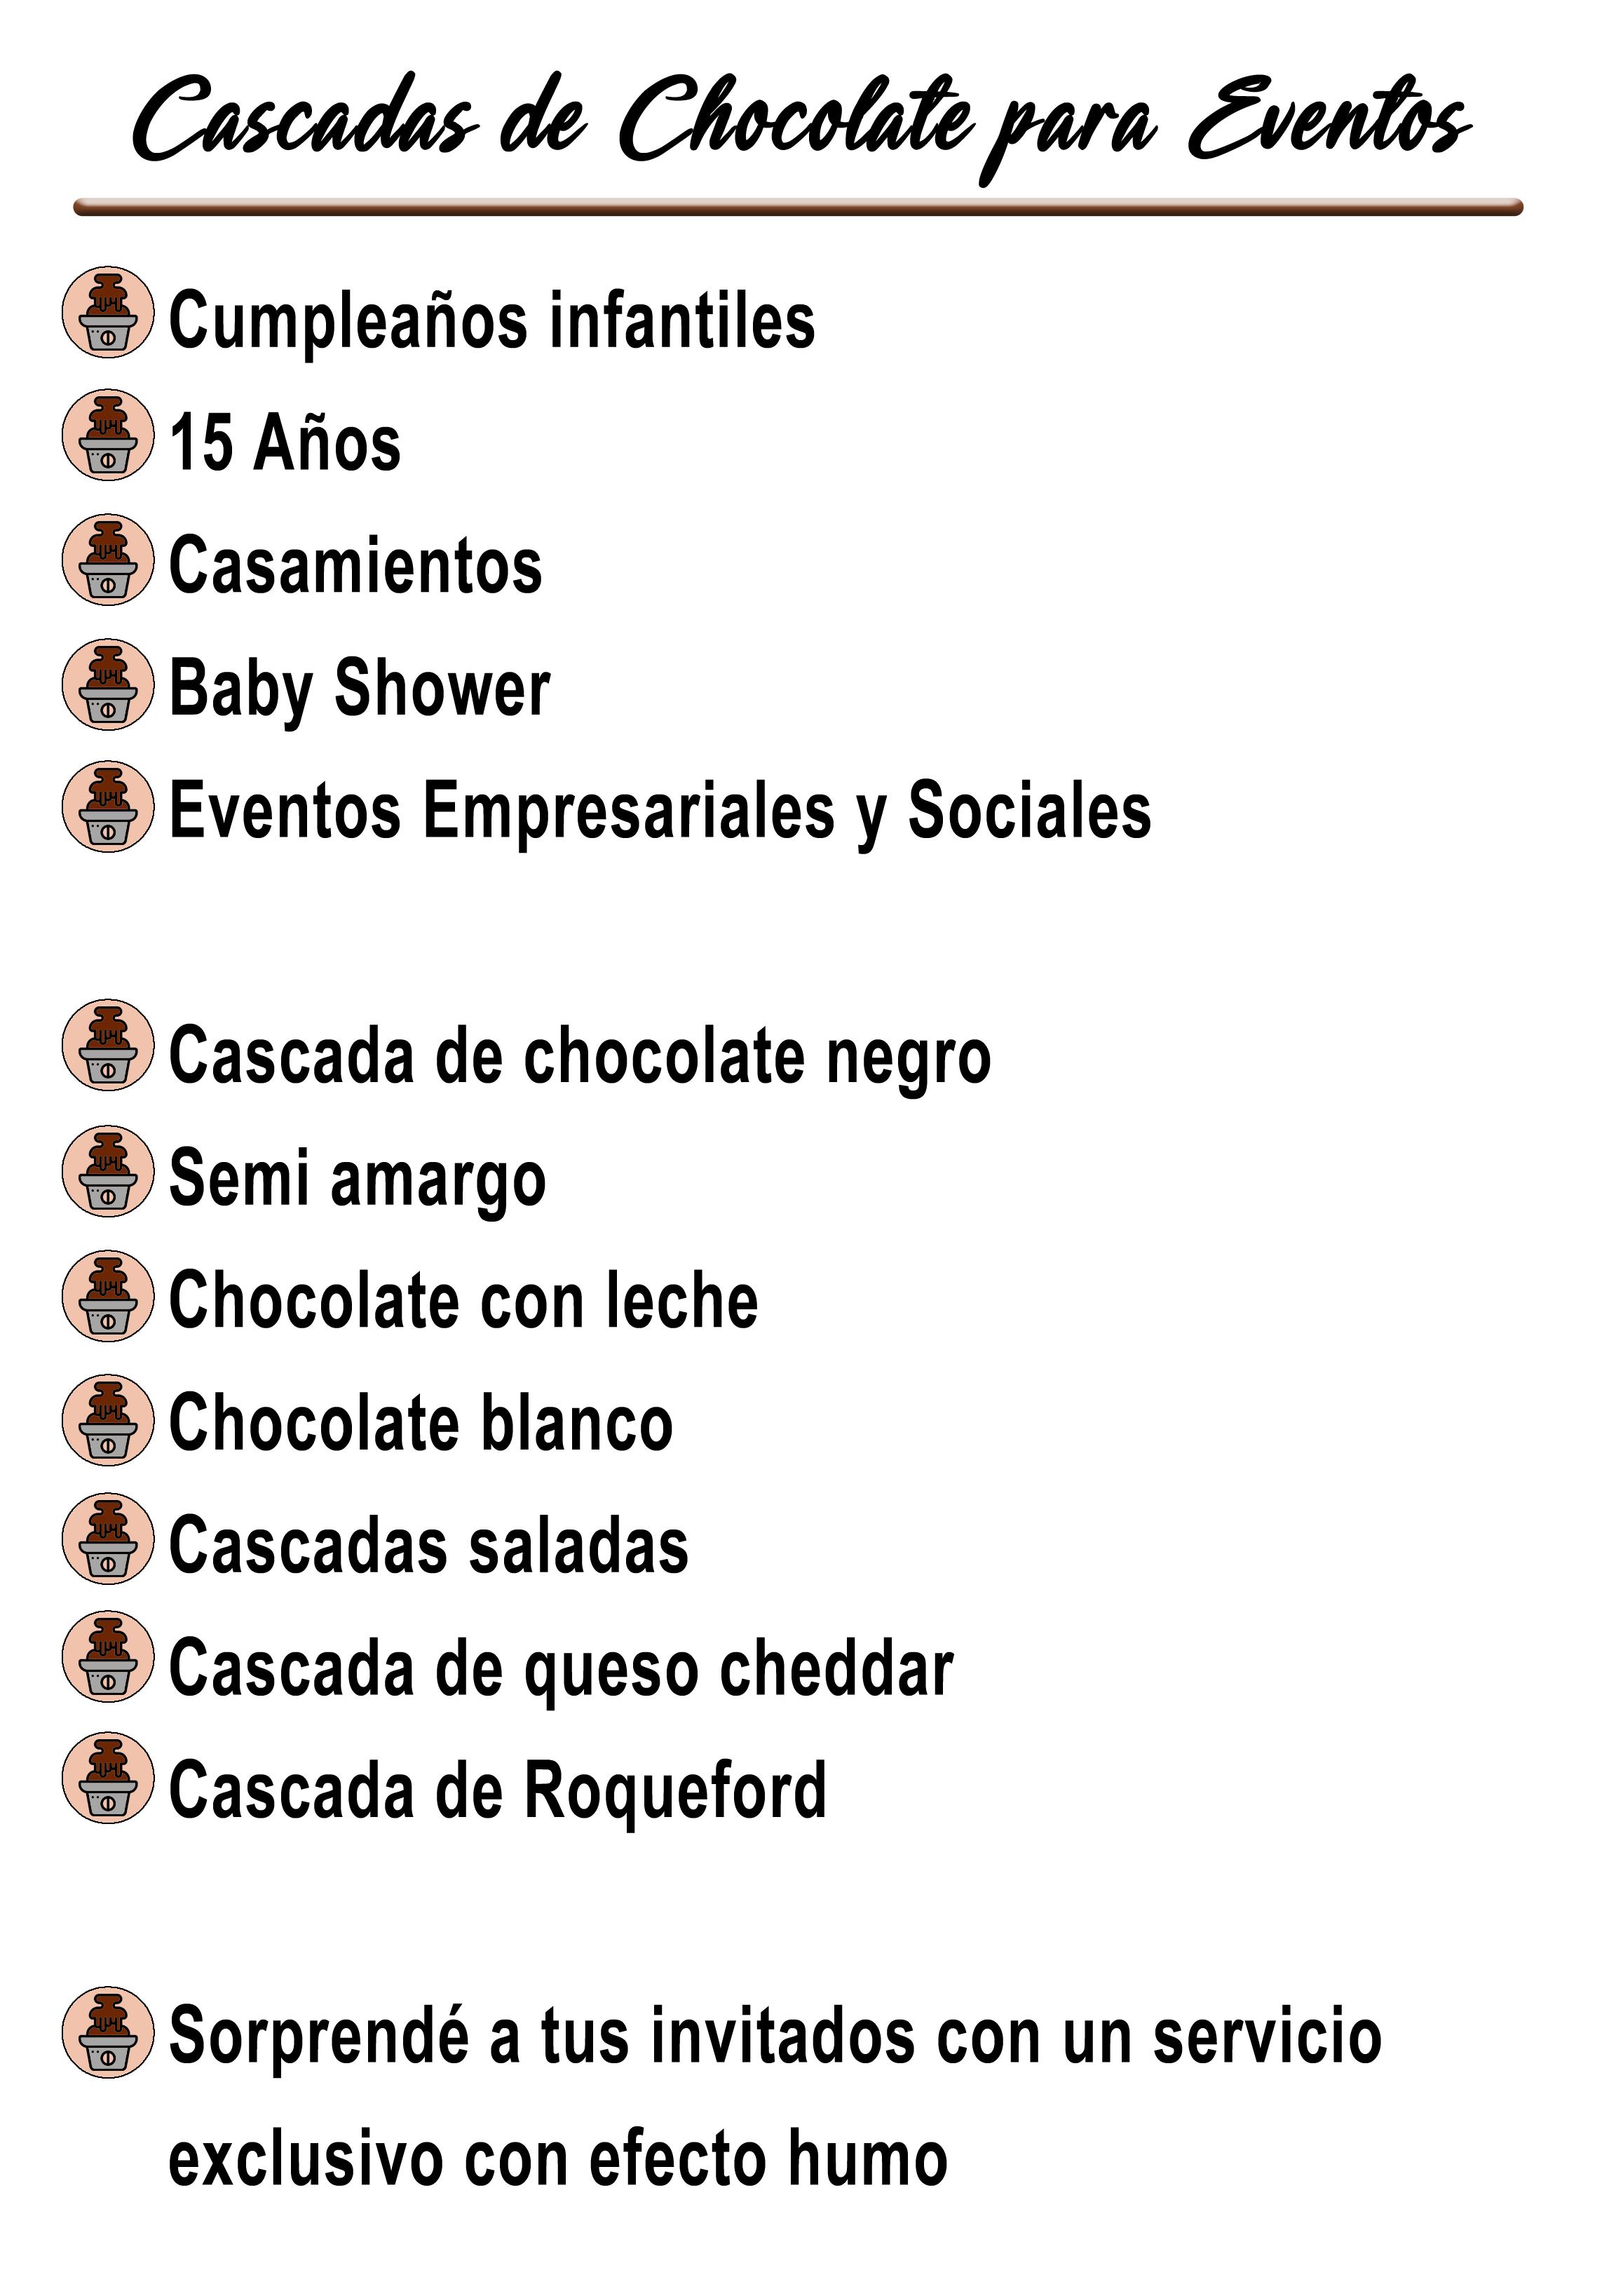 Cascadas de Chocolate para Eventos
Cumpleaños infantiles
15 Años
Casamientos
Baby Shower
Eventos Empresariales y Sociales
Cascada de chocolate negro
Semi amargo
Chocolate con leche
Chocolate blanco
Cascadas saladas
Cascada de queso cheddar
Cascada de Roqueford
Sorprendé a tus invitados con un servicio
exclusivo con efecto humo